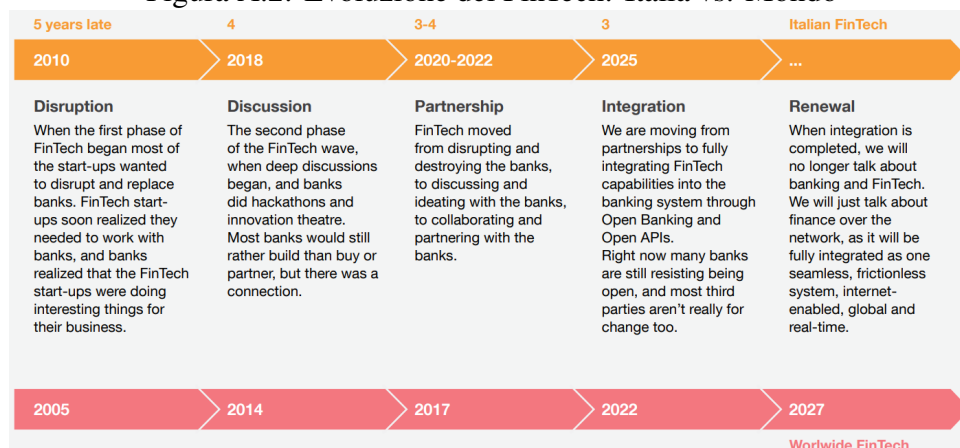 Figura A.2: Evoluzione del FinTech: Italia vs. Mondo
5 years late
4
3-4
3
Italian FinTech
2010
2018
2020-2022
2025
...
Disruption
When the first phase of
FinTech began most of
the start-ups wanted
to disrupt and replace
banks. FinTech start-
ups soon realized they
needed to work with
banks, and banks
realized that the FinTech
start-ups were doing
interesting things for
their business.
Discussion
The second phase
of the FinTech wave,
when deep discussions
began, and banks
did hackathons and
innovation theatre.
Most banks would still
rather build than buy or
partner, but there was a
connection.
Partnership
FinTech moved
from disrupting and
destroying the banks,
to discussing and
ideating with the banks,
to collaborating and
partnering with the
banks.
Integration
We are moving from
partnerships to fully
integrating FinTech
capabilities into the
banking system through
Open Banking and
Open APIs.
Right now many banks
are still resisting being
open, and most third
parties aren't really for
change too.
Renewal
When integration is
completed, we will
no longer talk about
banking and FinTech.
We will just talk about
finance over the
network, as it will be
fully integrated as one
seamless, frictionless
system, internet-
enabled, global and
real-time.
2005
2014
2017
2022
2027
Worlwide FinTech